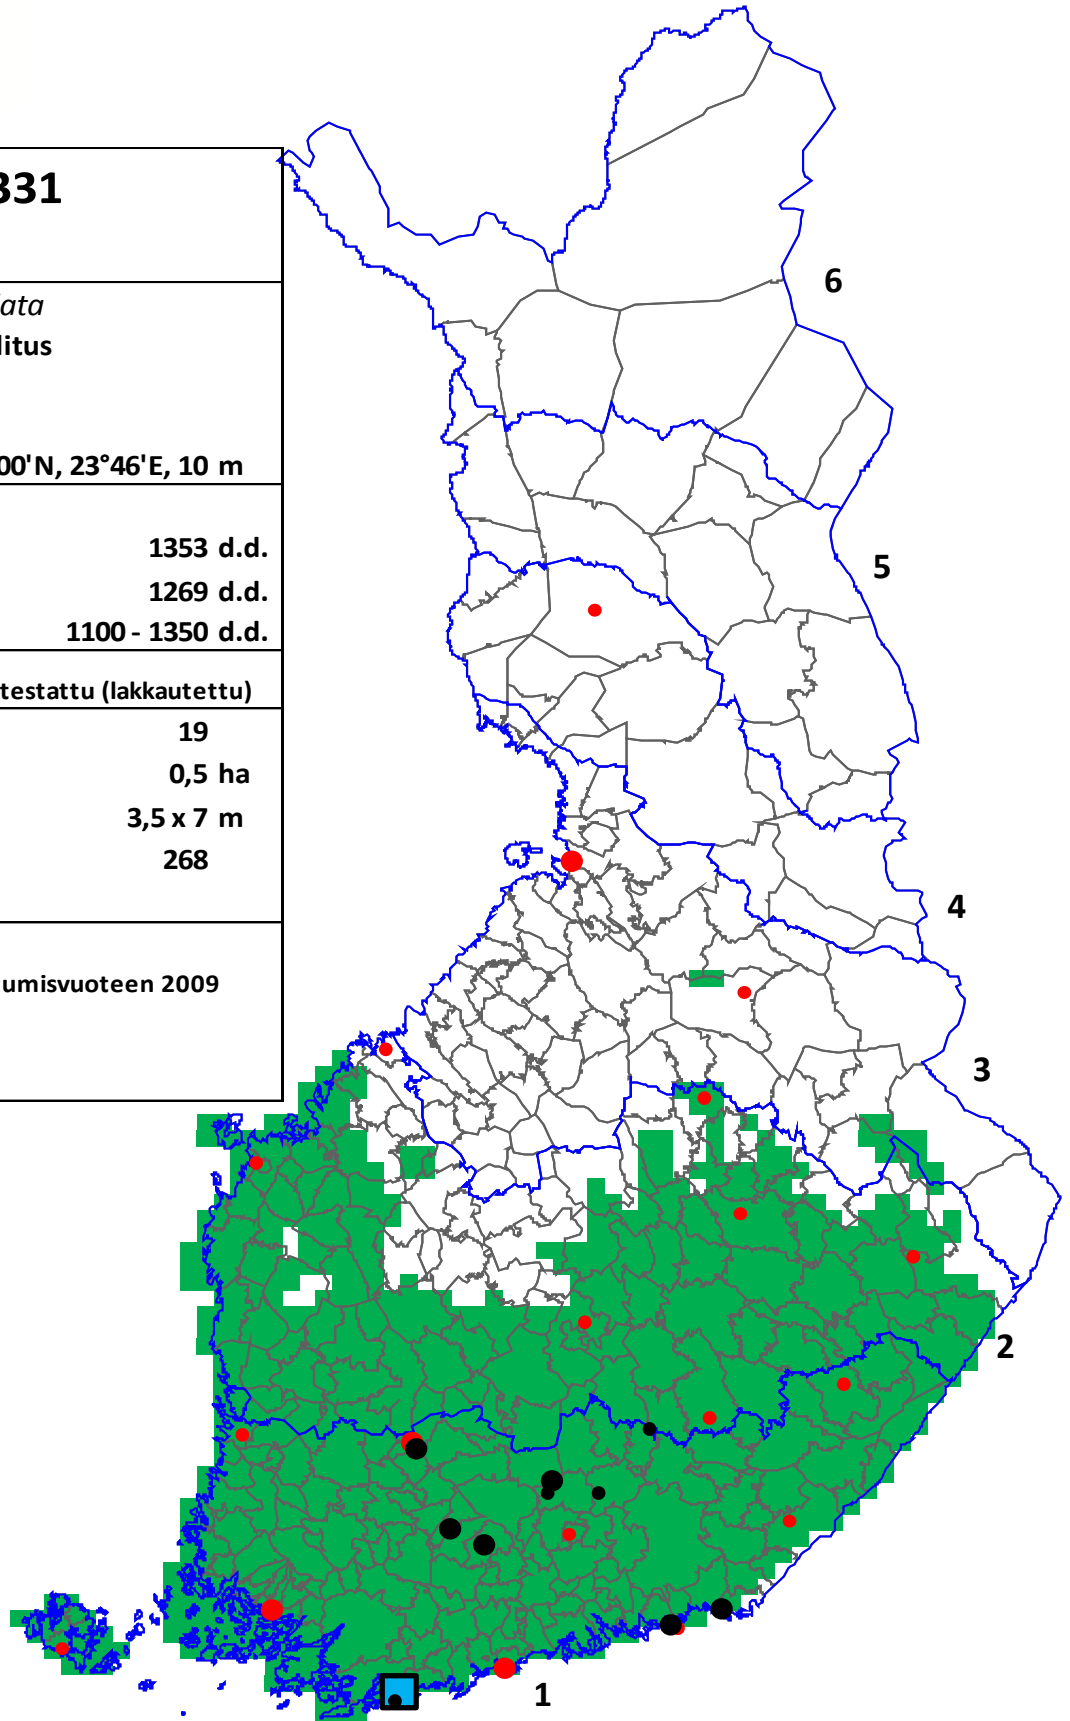 331
ata
litus
00'N, 23°46'E, 10 m
1353 d.d.
1269 d.d.
1100 - 1350 d.d.
testattu (lakkautettu)
19
0,5 ha
3,5 x 7 m
268
umisvuoteen 2009
6
5
4
3
2
1